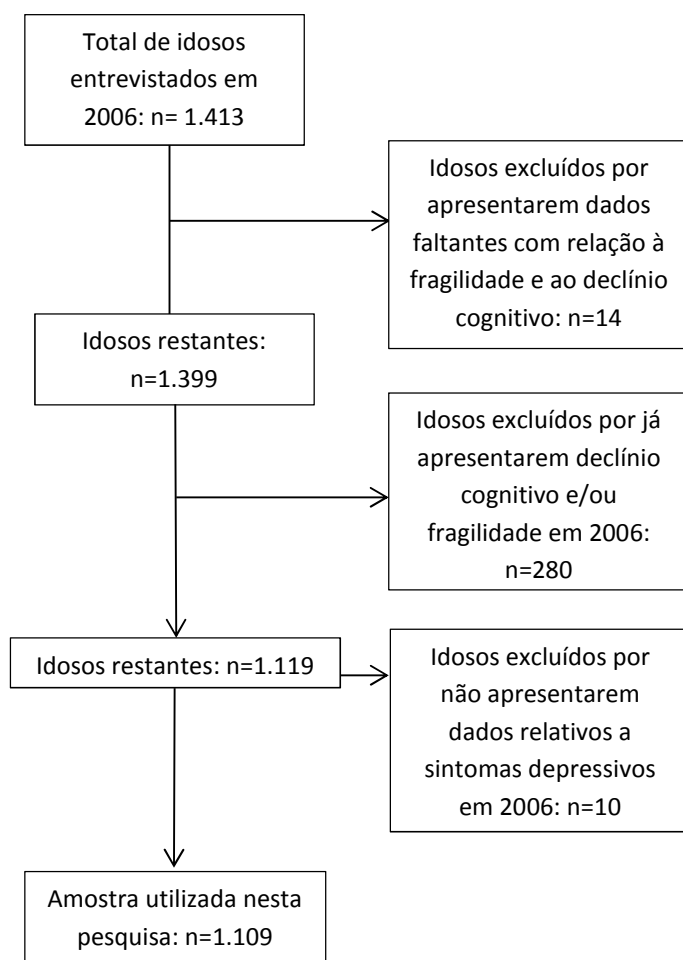 Total de idosos
entrevistados em
2006: n= 1.413
Idosos excluídos por
apresentarem dados
faltantes com relação à
fragilidade e ao declínio
cognitivo: n=14
Idosos restantes:
n=1.399
Idosos excluídos por já
apresentarem declínio
cognitivo e/ou
fragilidade em 2006:
n=280
Idosos restantes: n=1.119
Idosos excluídos por
não apresentarem
dados relativos a
sintomas depressivos
em 2006: n=10
Amostra utilizada nesta
pesquisa: n=1.109